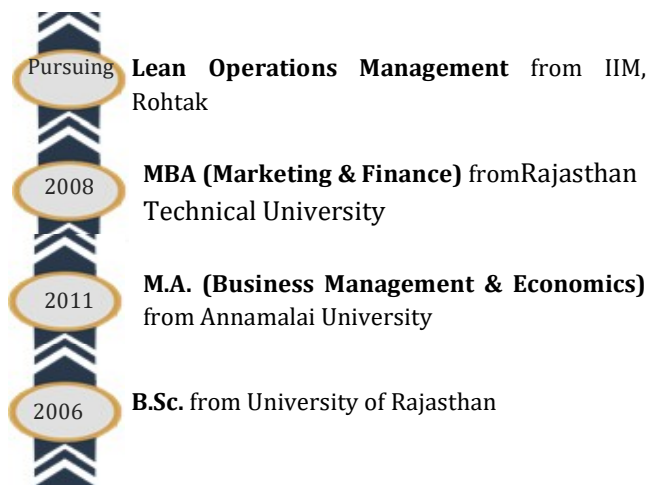 Pursuing Lean Operations Management from IIM,
Rohtak
2008 MBA (Marketing & Finance) fromRajasthan
Technical University
2011 M.A. (Business Management & Economics)
from Annamalai University
2006 B.Sc. from University of Rajasthan